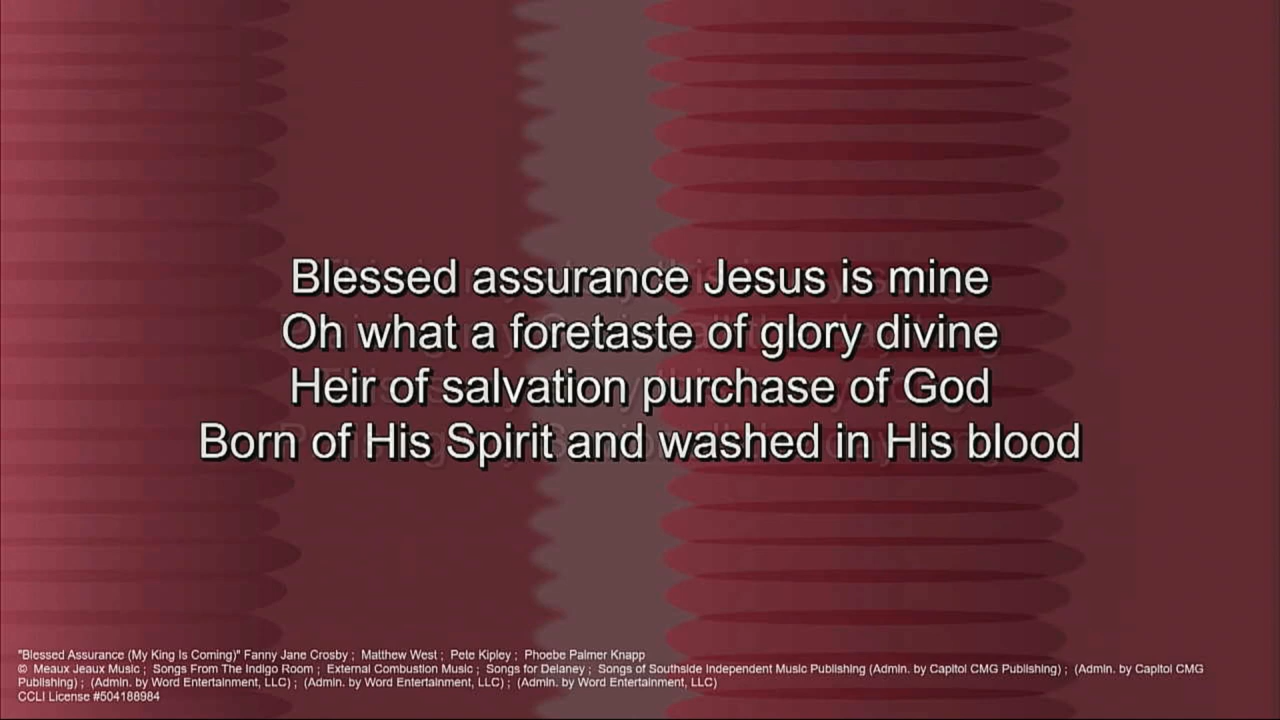 Blessed assurance Jesus is mine
Oh what a foretaste of glory divine
Heir of salvation purchase of God
Born of His Spirit and washed in His blood
"Blessed Assurance (My King Is Coming)" Fanny Jane Crosby ; Matthew West ; Pete Kipley ; Phoebe Palmer Knapp
© Meaux Jeaux Music ; Songs From The Indigo Room ; External Combustion Music ; Songs for Delaney ; Songs of Southside Independent Music Publishing (Admin. by Capitol CMG Publishing) ; (Admin. by Capitol CMG
Publishing) ; (Admin. by Word Entertainment, LLC) ; (Admin. by Word Entertainment, LLC) ; (Admin. by Word Entertainment, LLC)
CCLI License #504188984